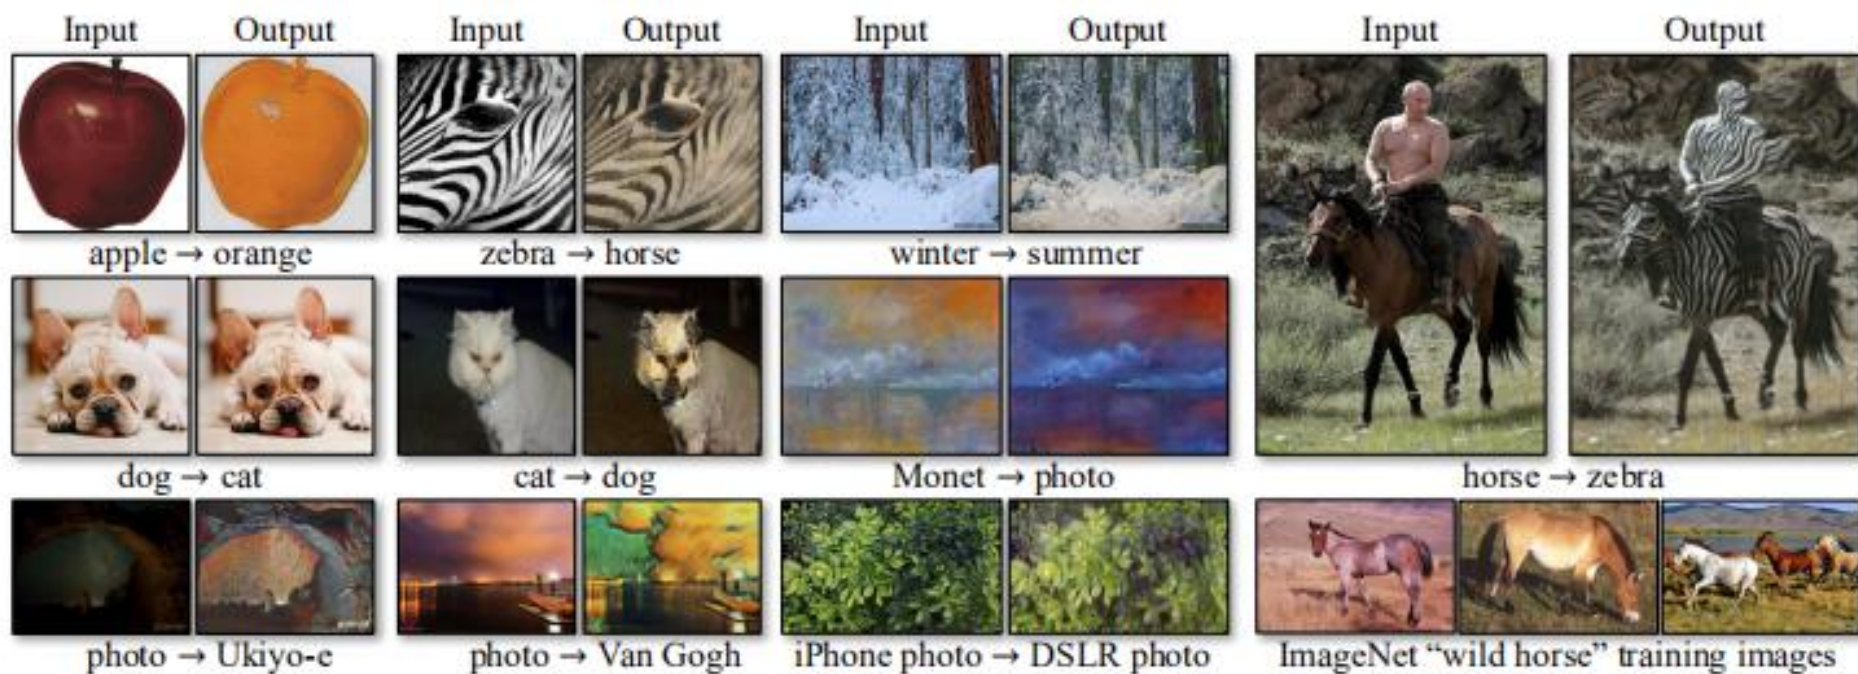 Input Output Input Output Input Output Input Output
apple → orange zebra → horse winter → summer
dog → cat cat → dog Monet → photo horse → zebra
photo → Ukiyo-e photo → Van Gogh iPhone photo → DSLR photo ImageNet “wild horse” training images